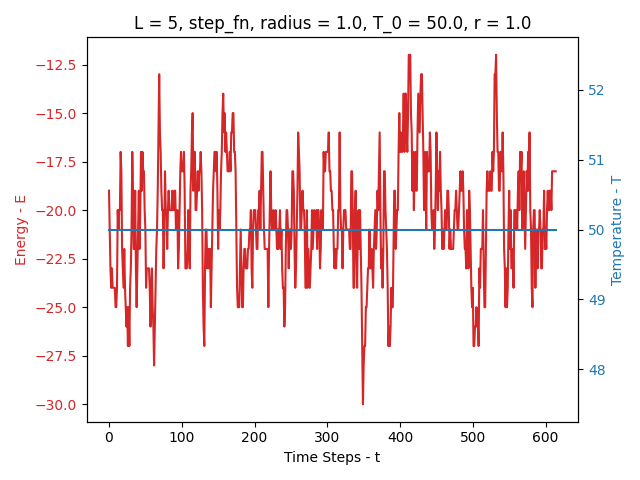 L = 5, step_fn, radius = 1.0, T_0 = 50.0, r = 1.0
−12.5
−15.0
−17.5
−20.0
−22.5
−25.0
−27.5
−30.0
Energy - E
52
51
50
49
48
Temperature - T
0 100 200 300 400 500 600
Time Steps - t